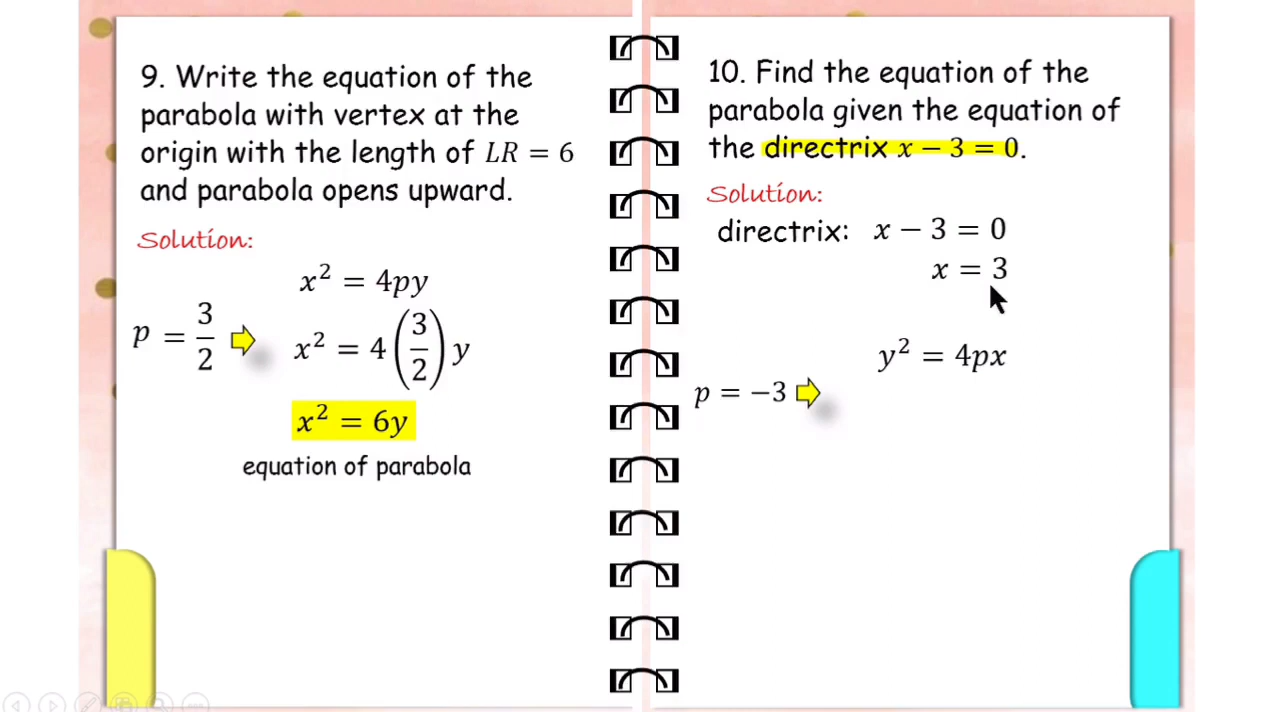 9. Write the equation of the
parabola with vertex at the
origin with the length of LR = 6
and parabola opens upward.
Solution:
x² = 4py
p = 3/2
x² = 4(3/2)y
x² = 6y
equation of parabola
10. Find the equation of the
parabola given the equation of
the directrix x − 3 = 0.
Solution:
directrix: x − 3 = 0
x = 3
y² = 4px
p = −3